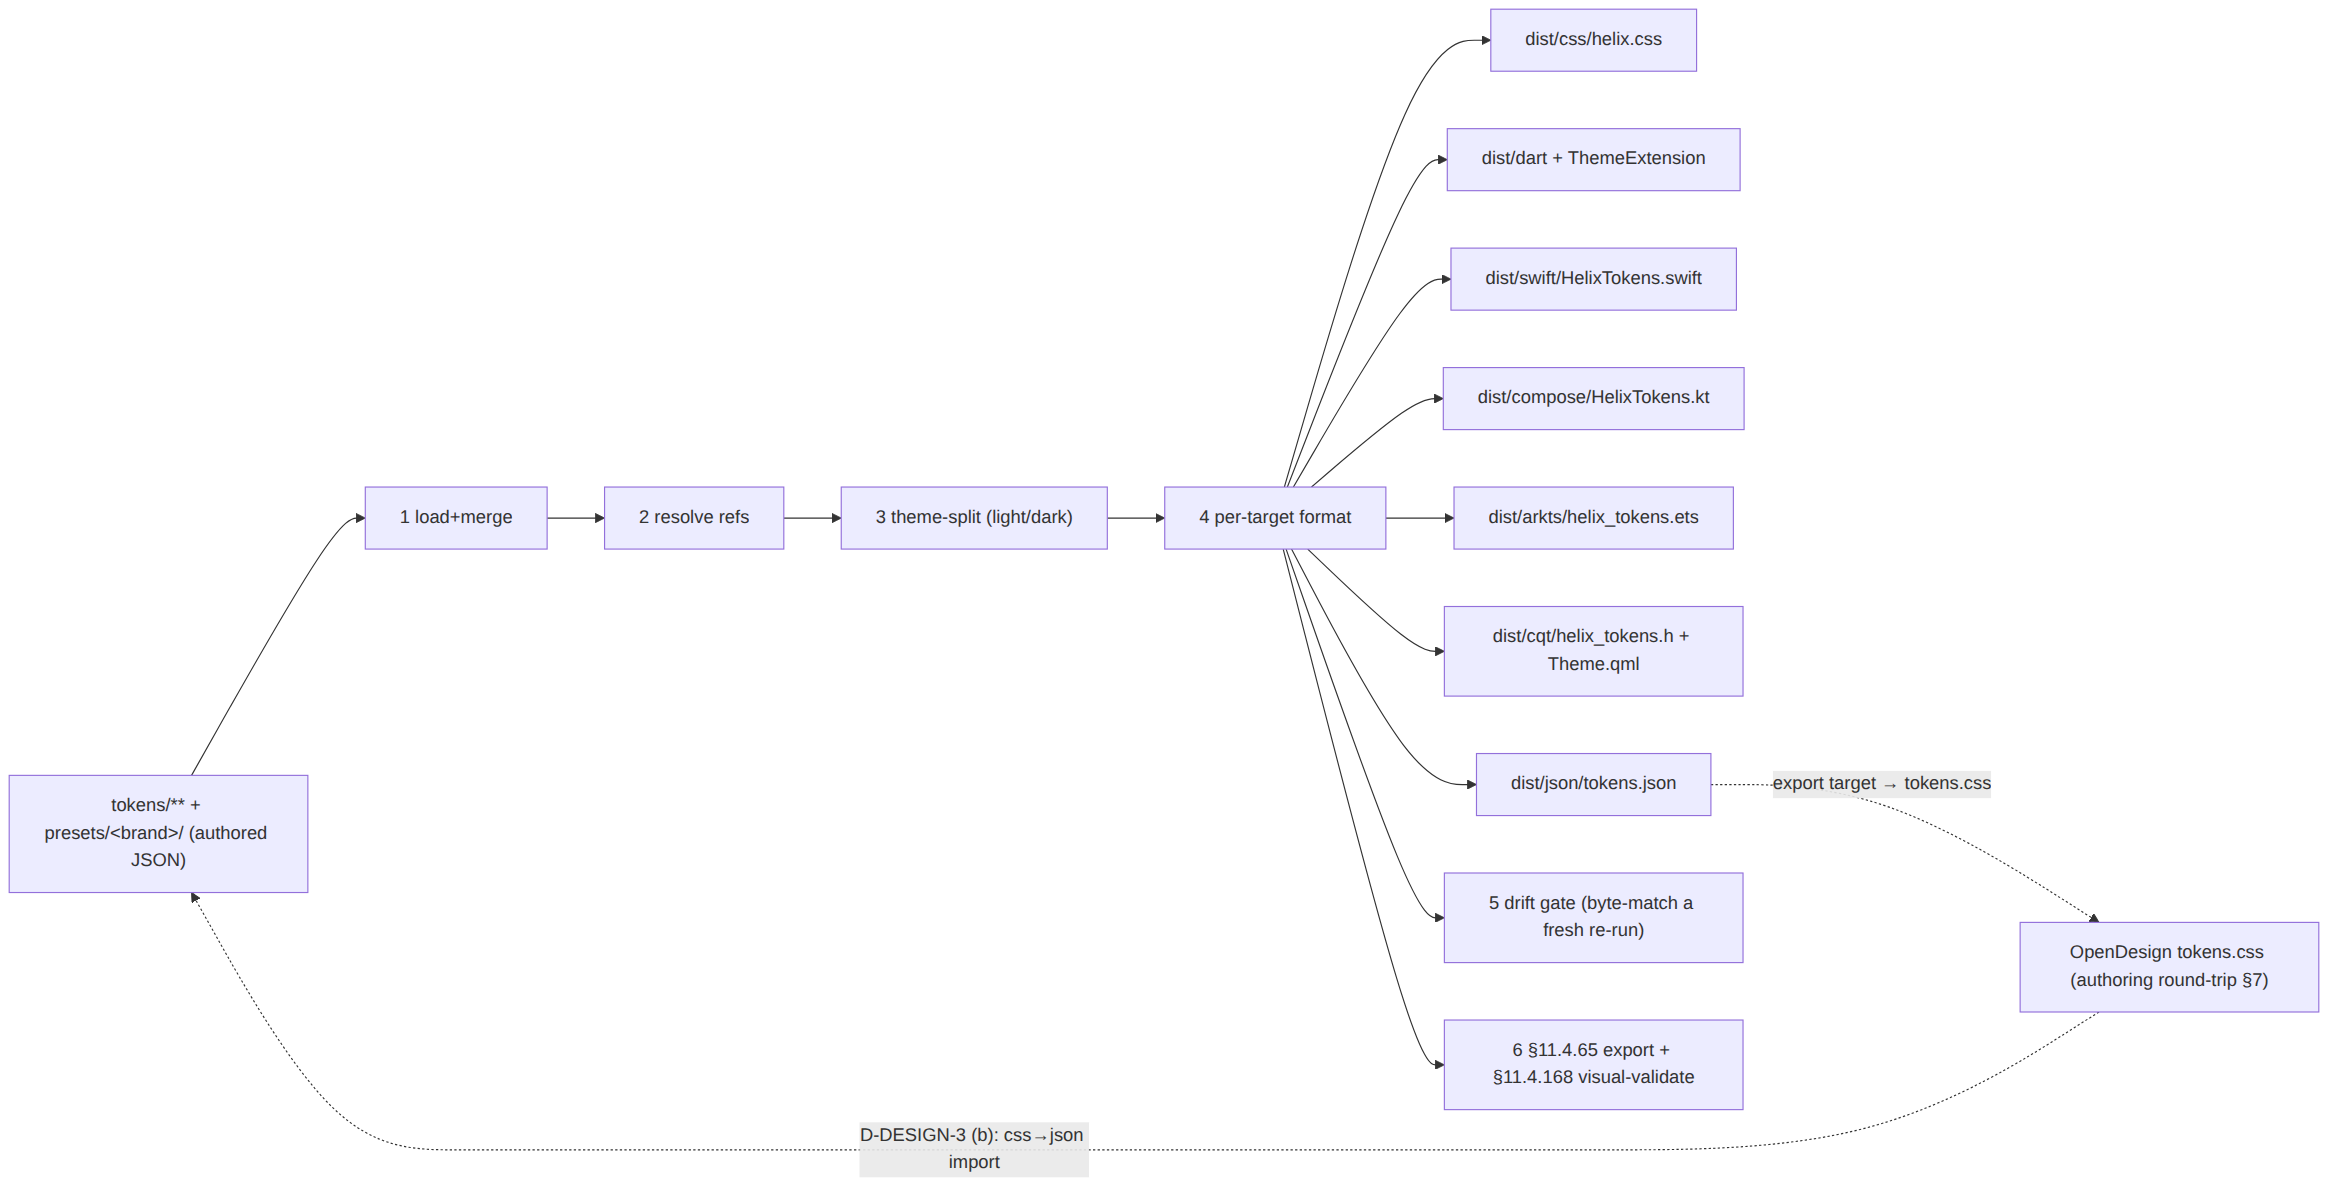 dist/css/helix.css
dist/dart + ThemeExtension
dist/swift/HelixTokens.swift
dist/compose/HelixTokens.kt
1 load+merge
2 resolve refs
3 theme-split (light/dark)
4 per-target format
dist/arkts/helix_tokens.ets
dist/cqt/helix_tokens.h +
Theme.qml
tokens/** +
presets/<brand>/ (authored
JSON)
dist/json/tokens.json
export target → tokens.css
5 drift gate (byte-match a
fresh re-run)
OpenDesign tokens.css
(authoring round-trip §7)
6 §11.4.65 export +
§11.4.168 visual-validate
D-DESIGN-3 (b): css→json
import